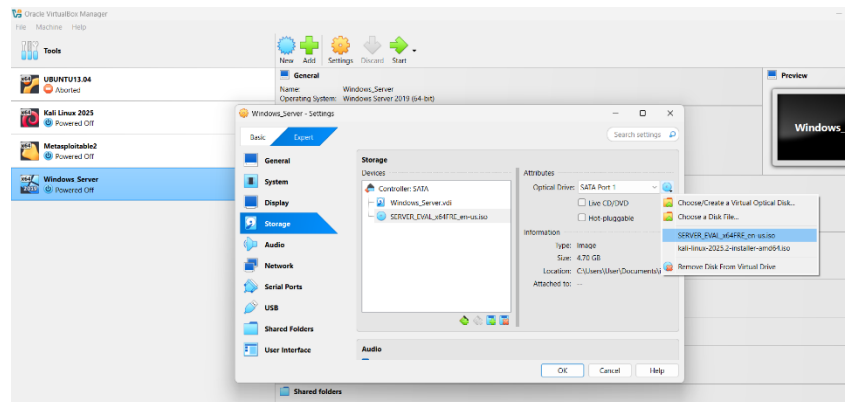 Oracle VirtualBox Manager
File Machine Help
Tools
New Add Settings Discard Start
General
Name: Windows_Server
Operating System: Windows Server 2019 (64-bit)
Preview
Windows_
UBUNTU13.04
Aborted
Kali Linux 2025
Powered Off
Metasploitable2
Powered Off
Windows Server
Powered Off
Windows_Server - Settings
Basic Expert
Search settings
General
System
Display
Storage
Audio
Network
Serial Ports
USB
Shared Folders
User Interface
Storage
Devices
Controller: SATA
Windows_Server.vdi
SERVER_EVAL_x64FRE_en-us.iso
Attributes
Optical Drive: SATA Port 1
Live CD/DVD
Hot-pluggable
Information
Type: Image
Size: 4.70 GB
Location: C:\Users\User\Documents\
Attached to: --
Choose/Create a Virtual Optical Disk...
Choose a Disk File...
SERVER_EVAL_x64FRE_en-us.iso
kali-linux-2025.2-installer-amd64.iso
Remove Disk From Virtual Drive
Audio
OK Cancel Help
Shared folders